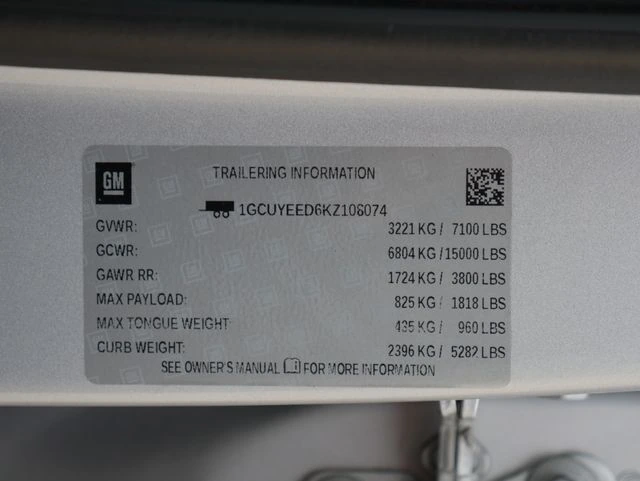 GM
TRAILERING INFORMATION
1GCUYEED6KZ108074
GVWR: 3221 KG / 7100 LBS
GCWR: 6804 KG /15000 LBS
GAWR RR: 1724 KG / 3800 LBS
MAX PAYLOAD: 825 KG / 1818 LBS
MAX TONGUE WEIGHT 435 KG / 960 LBS
CURB WEIGHT: 2396 KG / 5282 LBS
SEE OWNER'S MANUAL FOR MORE INFORMATION